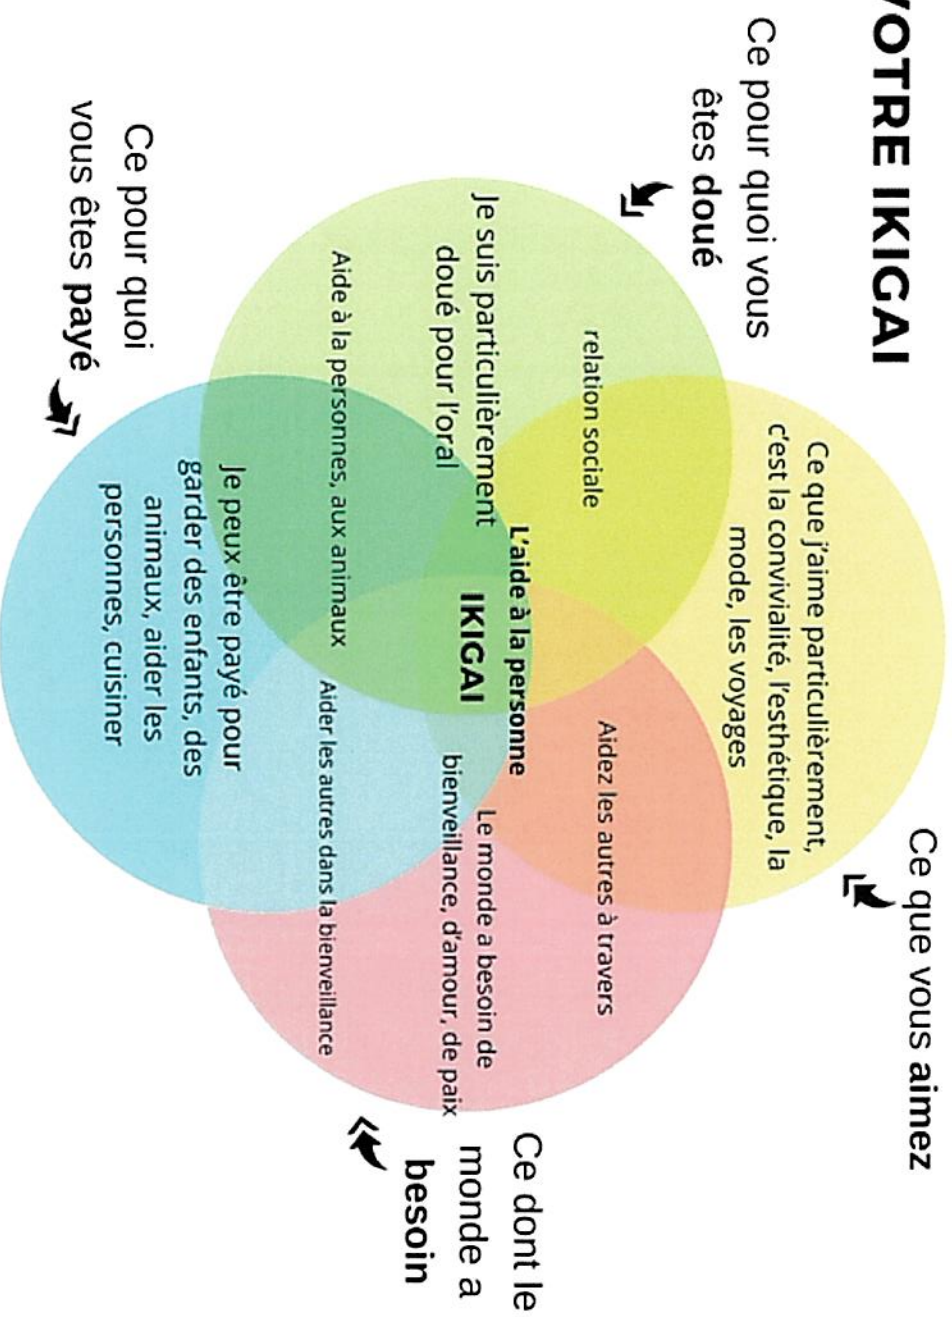 VOTRE IKIGAI
Ce que vous aimez
Ce pour quoi vous
êtes doué
Ce que j'aime particulièrement,
c'est la convivialité, l'esthétique, la
mode, les voyages
relation sociale
Aidez les autres à travers
Je suis particulièrement
doué pour l'oral
L'aide à la personne
IKIGAI
Le monde a besoin de
bienveillance, d'amour, de paix
Ce dont le
monde a
besoin
Aide à la personnes, aux animaux
Aider les autres dans la bienveillance
Je peux être payé pour
garder des enfants, des
animaux, aider les
personnes, cuisiner
Ce pour quoi
vous êtes payé